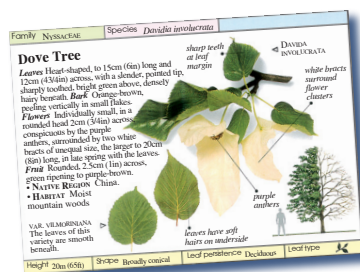 Family NYSSACEAE
Species Davidia involucrata
Dove Tree
Leaves Heart-shaped, to 15cm (6in) long and
12cm (43/4in) across, with a slender, pointed tip,
sharply toothed, bright green above, densely
hairy beneath. Bark Orange-brown,
peeling vertically in small flakes.
Flowers Individually small, in a
rounded head 2cm (3/4in) across,
conspicuous by the purple
anthers, surrounded by two white
bracts of unequal size, the larger to 20cm
(8in) long, in late spring with the leaves.
Fruit Rounded, 2.5cm (1in) across,
green ripening to purple-brown.
• NATIVE REGION China.
• HABITAT Moist
mountain woods
VAR. VILMORINIANA
The leaves of this
variety are smooth
beneath.
sharp teeth
at leaf
margin
DAVIDIA
INVOLUCRATA
white bracts
surround
flower
clusters
purple
anthers
leaves have soft
hairs on underside
Height 20m (65ft)
Shape Broadly conical
Leaf persistence Deciduous
Leaf type